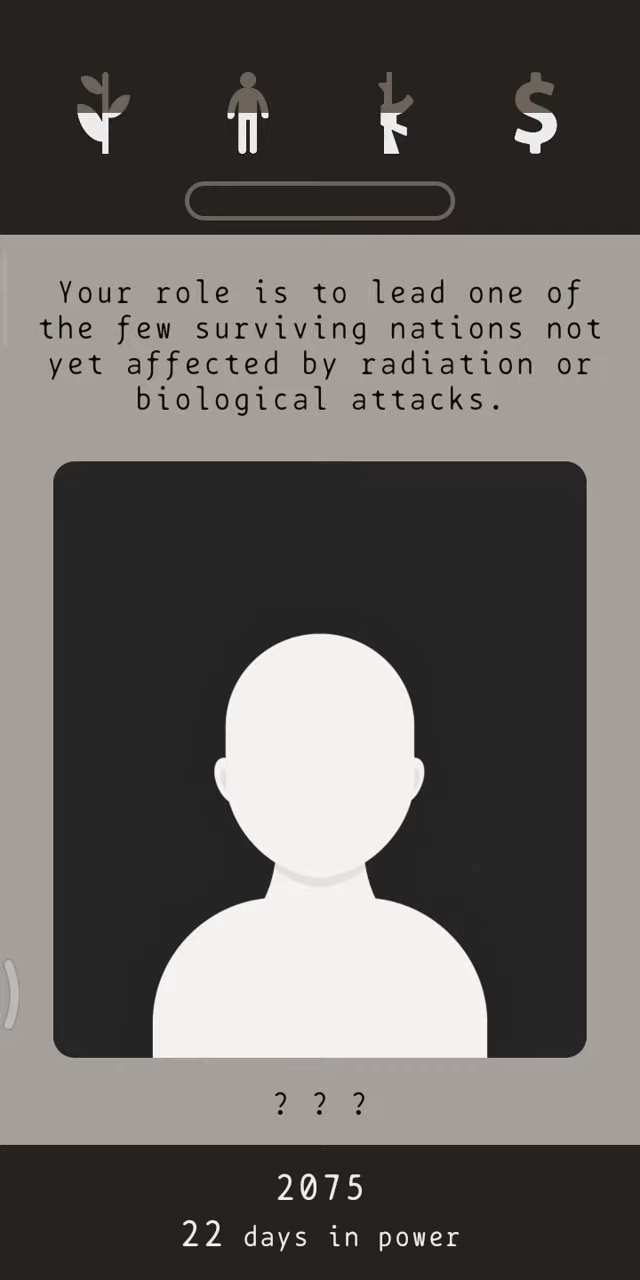 Your role is to lead one of
the few surviving nations not
yet affected by radiation or
biological attacks.
? ? ?
2075
22 days in power